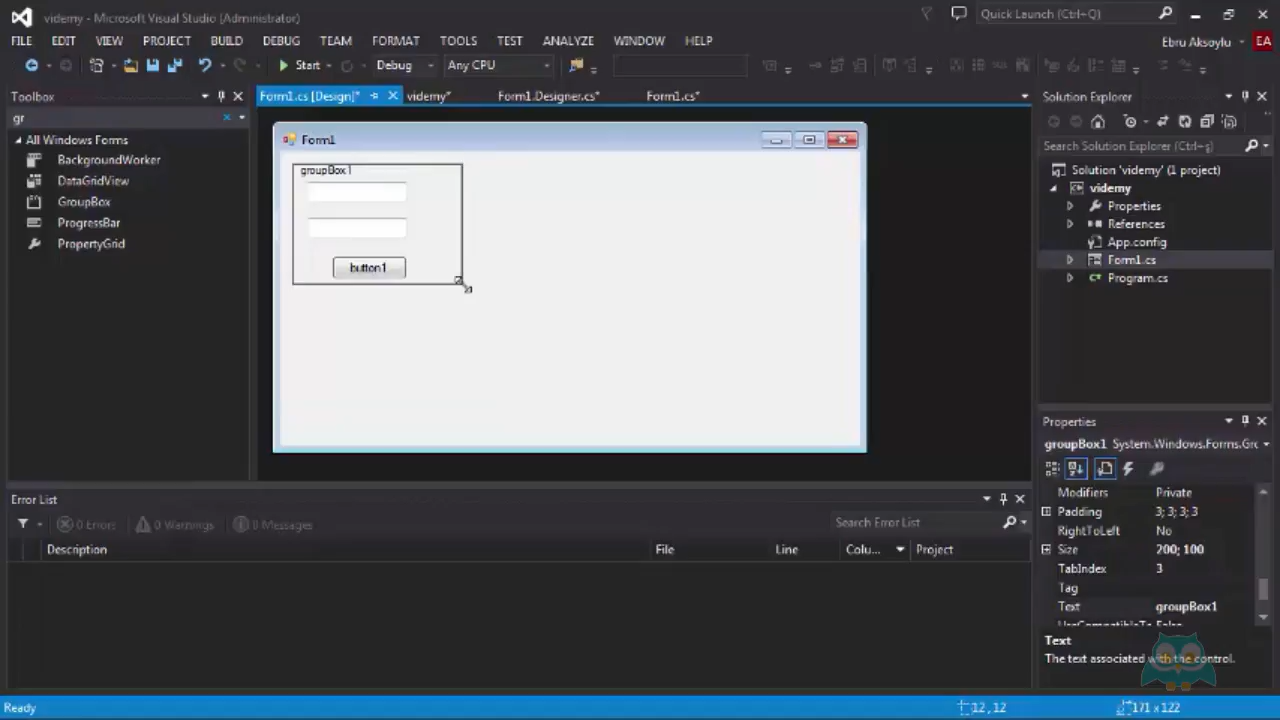 videmy - Microsoft Visual Studio (Administrator)
Quick Launch (Ctrl+Q)
FILE EDIT VIEW PROJECT BUILD DEBUG TEAM FORMAT TOOLS TEST ANALYZE WINDOW HELP
Ebru Aksoylu EA
Start Debug Any CPU
Toolbox
Form1.cs [Design]* videmy* Form1.Designer.cs* Form1.cs*
Solution Explorer
gr
All Windows Forms
BackgroundWorker
DataGridView
GroupBox
ProgressBar
PropertyGrid
Form1
groupBox1
button1
Search Solution Explorer (Ctrl+ş)
Solution 'videmy' (1 project)
videmy
Properties
References
App.config
Form1.cs
Program.cs
Properties
groupBox1 System.Windows.Forms.Gr
Modifiers Private
Padding 3; 3; 3; 3
RightToLeft No
Size 200; 100
TabIndex 3
Tag
Text groupBox1
UseCompatibleTe False
Text
The text associated with the control.
Error List
0 Errors 0 Warnings 0 Messages
Search Error List
Description File Line Colu... Project
Ready
12 , 12
171 x 122